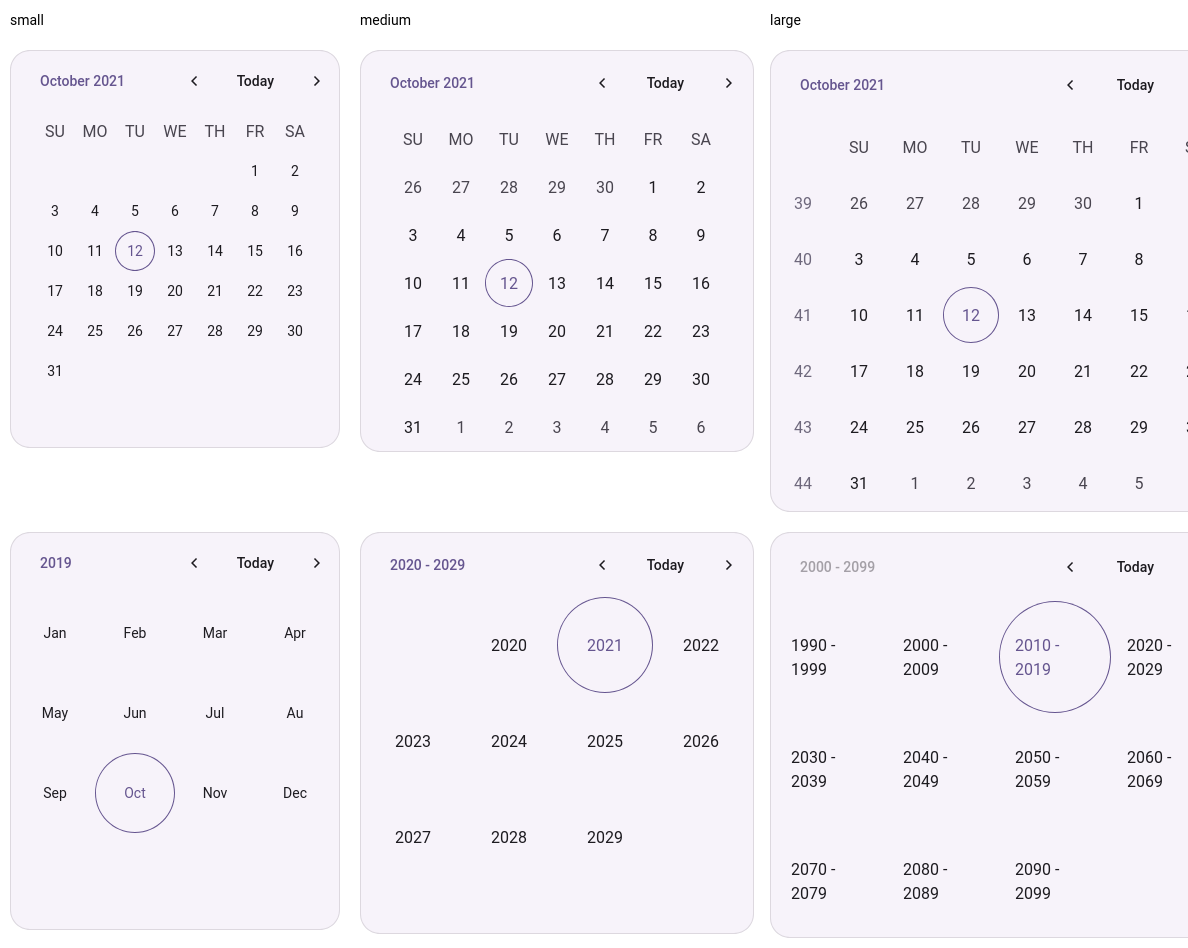 small
medium
large
October 2021 Today
SU MO TU WE TH FR SA
1 2
3 4 5 6 7 8 9
10 11 12 13 14 15 16
17 18 19 20 21 22 23
24 25 26 27 28 29 30
31
October 2021 Today
SU MO TU WE TH FR SA
26 27 28 29 30 1 2
3 4 5 6 7 8 9
10 11 12 13 14 15 16
17 18 19 20 21 22 23
24 25 26 27 28 29 30
31 1 2 3 4 5 6
October 2021 Today
SU MO TU WE TH FR
39 26 27 28 29 30 1
40 3 4 5 6 7 8
41 10 11 12 13 14 15
42 17 18 19 20 21 22
43 24 25 26 27 28 29
44 31 1 2 3 4 5
2019 Today
Jan Feb Mar Apr
May Jun Jul Au
Sep Oct Nov Dec
2020 - 2029 Today
2020 2021 2022
2023 2024 2025 2026
2027 2028 2029
2000 - 2099 Today
1990 - 2000 - 2010 - 2020 -
1999 2009 2019 2029
2030 - 2040 - 2050 - 2060 -
2039 2049 2059 2069
2070 - 2080 - 2090 -
2079 2089 2099